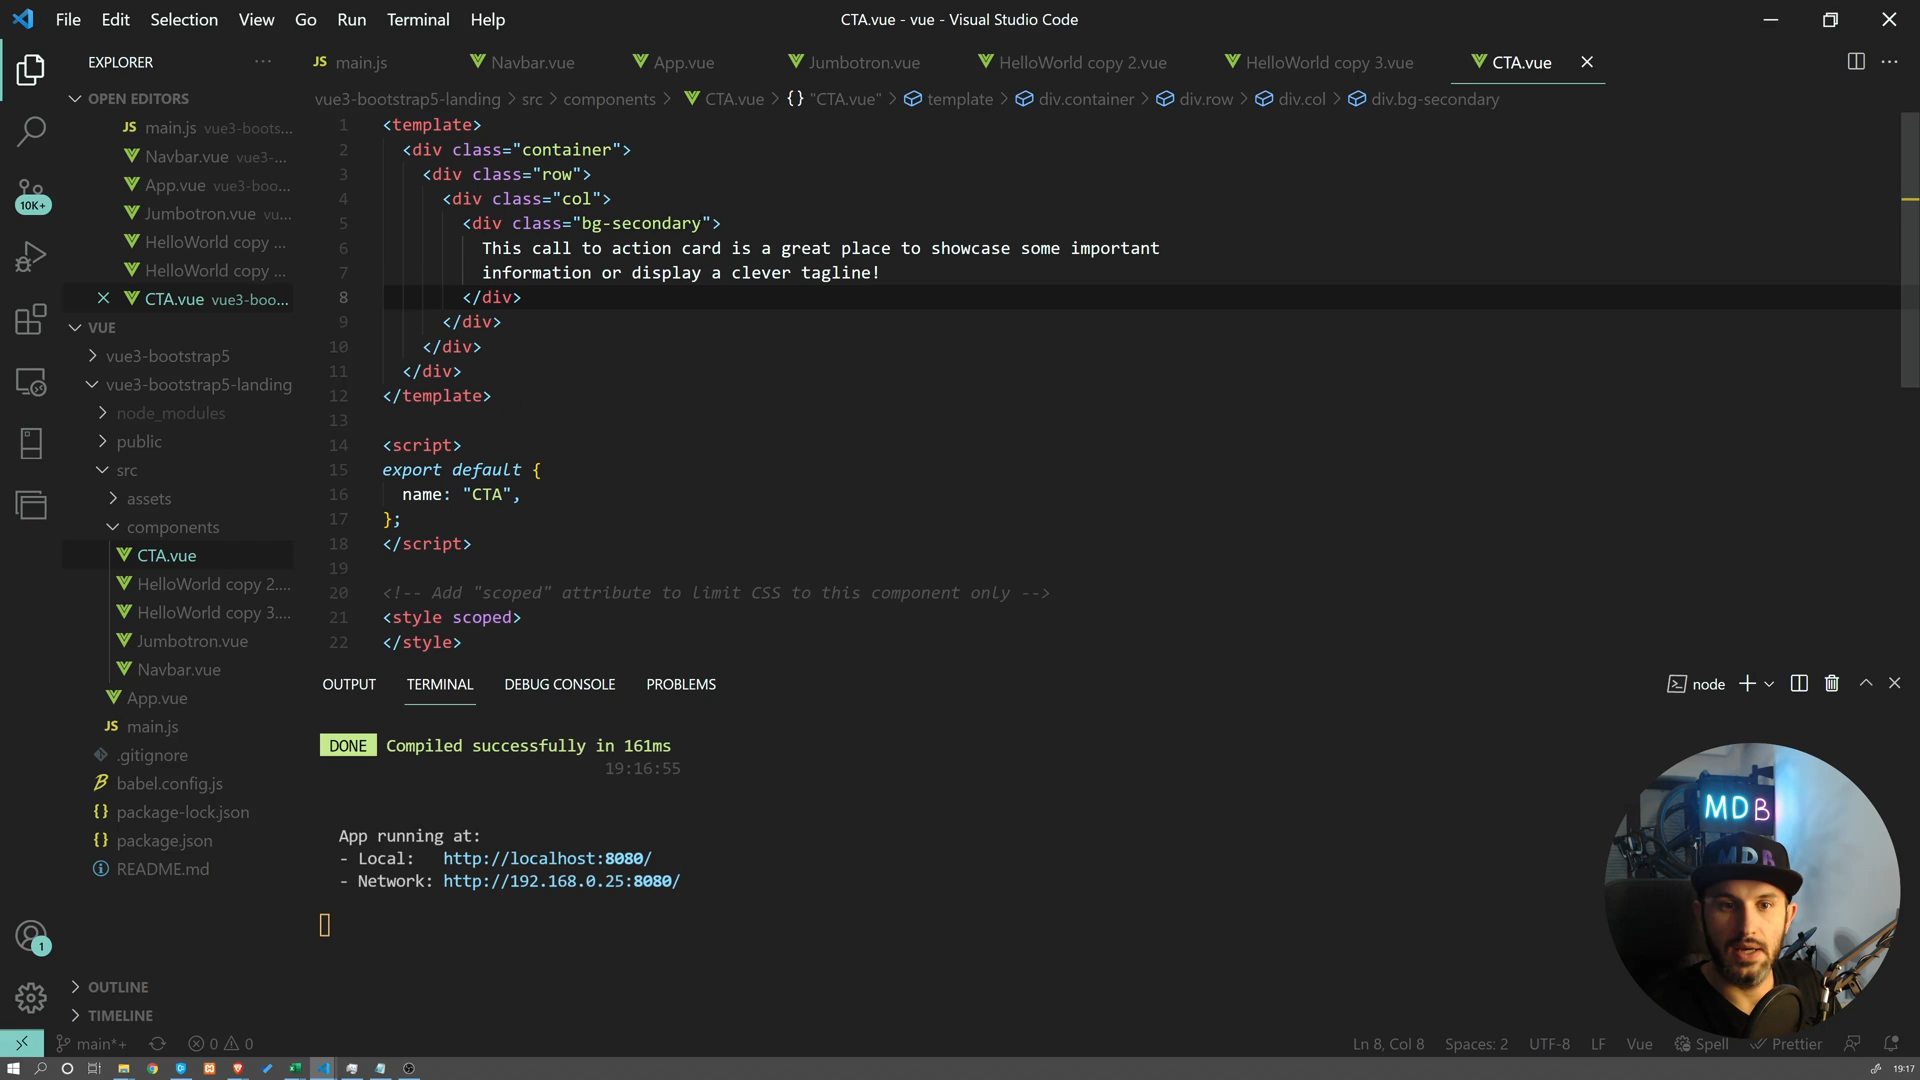 File Edit Selection View Go Run Terminal Help
CTA.vue - vue - Visual Studio Code
EXPLORER
JS main.js
Navbar.vue
App.vue
Jumbotron.vue
HelloWorld copy 2.vue
HelloWorld copy 3.vue
CTA.vue
OPEN EDITORS
JS main.js vue3-boots...
Navbar.vue vue3-...
App.vue vue3-boo...
Jumbotron.vue vu...
HelloWorld copy ...
HelloWorld copy ...
CTA.vue vue3-boo...
VUE
vue3-bootstrap5
vue3-bootstrap5-landing
node_modules
public
src
assets
components
CTA.vue
HelloWorld copy 2....
HelloWorld copy 3....
Jumbotron.vue
Navbar.vue
App.vue
JS main.js
.gitignore
babel.config.js
{} package-lock.json
{} package.json
README.md
OUTLINE
TIMELINE
10K+
1
vue3-bootstrap5-landing > src > components > CTA.vue > {} "CTA.vue" > template > div.container > div.row > div.col > div.bg-secondary
1 <template>
2 <div class="container">
3 <div class="row">
4 <div class="col">
5 <div class="bg-secondary">
6 This call to action card is a great place to showcase some important
7 information or display a clever tagline!
8 </div>
9 </div>
10 </div>
11 </div>
12 </template>
13
14 <script>
15 export default {
16 name: "CTA",
17 };
18 </script>
19
20 <!-- Add "scoped" attribute to limit CSS to this component only -->
21 <style scoped>
22 </style>
OUTPUT TERMINAL DEBUG CONSOLE PROBLEMS
node
DONE Compiled successfully in 161ms
19:16:55
App running at:
- Local: http://localhost:8080/
- Network: http://192.168.0.25:8080/
MDB
MDB
main*+ 0 0
Ln 8, Col 8 Spaces: 2 UTF-8 LF Vue Spell Prettier
19:17